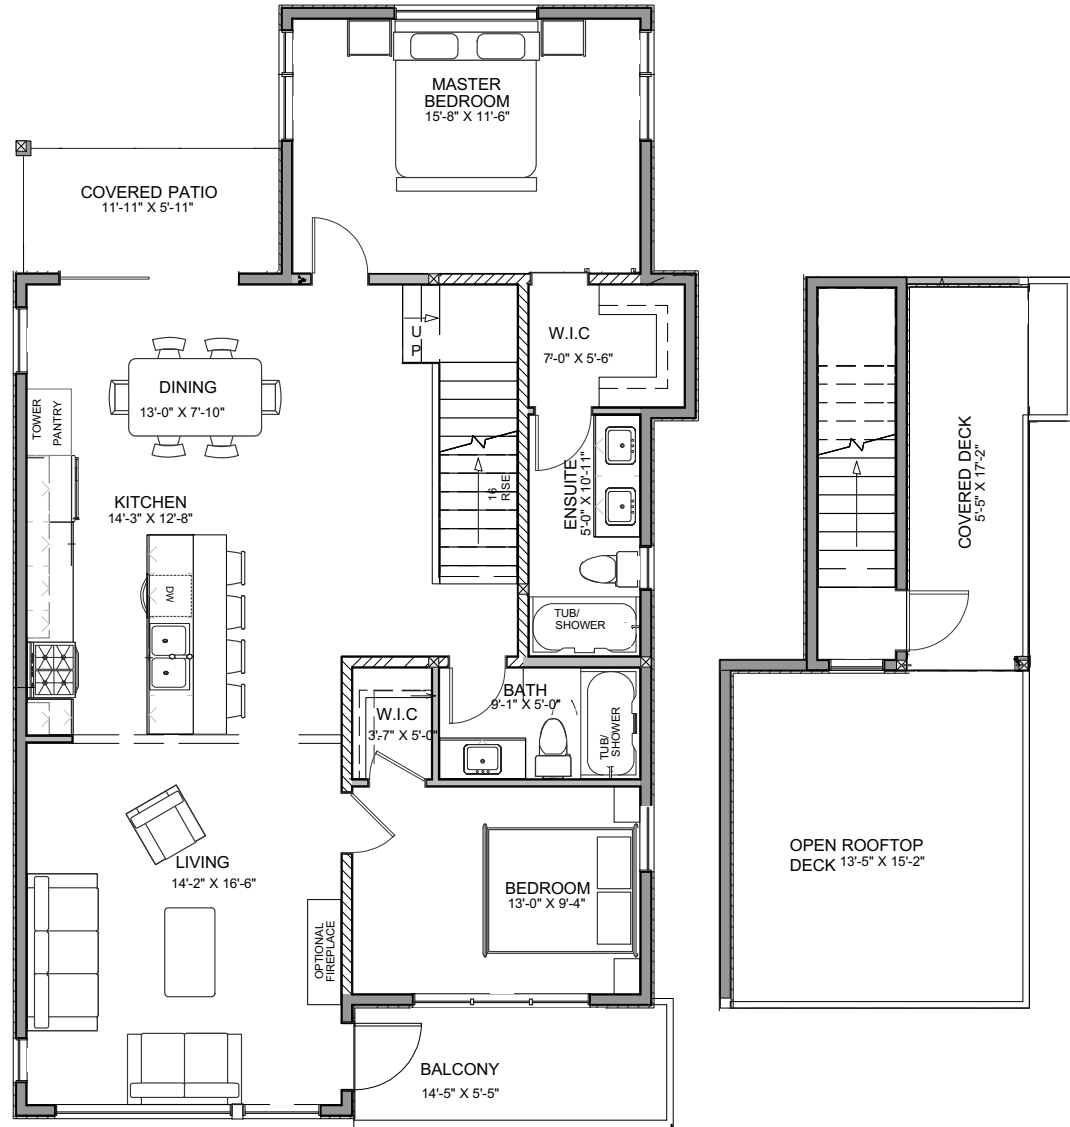 MASTER
BEDROOM
15'-8" X 11'-6"
COVERED PATIO
11'-11" X 5'-11"
UP
W.I.C
7'-0" X 5'-6"
DINING
13'-0" X 7'-10"
TOWER
PANTRY
KITCHEN
14'-3" X 12'-8"
16
RISE
ENSUITE
5'-0" X 10'-11"
DW
TUB/
SHOWER
BATH
9'-1" X 5'-0"
W.I.C
3'-7" X 5'-0"
TUB/
SHOWER
LIVING
14'-2" X 16'-6"
BEDROOM
13'-0" X 9'-4"
OPTIONAL
FIREPLACE
BALCONY
14'-5" X 5'-5"
COVERED DECK
5'-5" X 17'-2"
OPEN ROOFTOP
DECK 13'-5" X 15'-2"